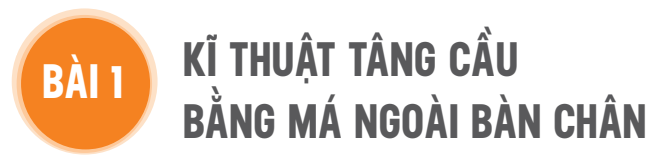 BÀI 1
KĨ THUẬT TÂNG CẦU
BẰNG MÁ NGOÀI BÀN CHÂN